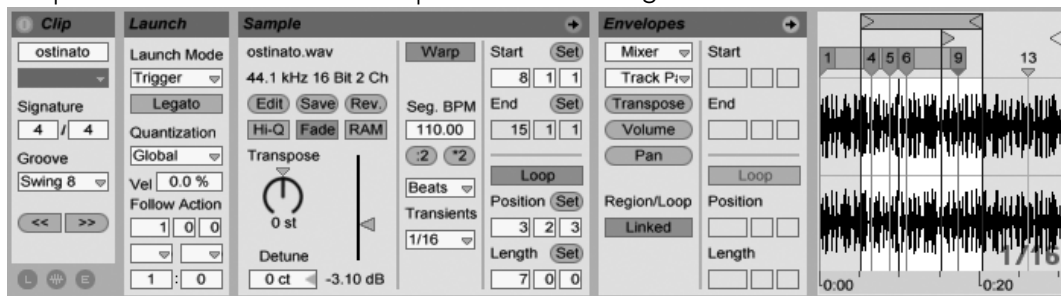 Clip
ostinato
Signature
4 / 4
Groove
Swing 8
<< >>
L E
Launch
Launch Mode
Trigger
Legato
Quantization
Global
Vel 0.0 %
Follow Action
1 0 0
1 : 0
Sample
ostinato.wav
44.1 kHz 16 Bit 2 Ch
Edit Save Rev.
Hi-Q Fade RAM
Transpose
0 st
Detune
0 ct -3.10 dB
Warp
Seg. BPM
110.00
:2 *2
Beats
Transients
1/16
Start Set
8 1 1
End Set
15 1 1
Loop
Position Set
3 2 3
Length Set
7 0 0
Envelopes
Mixer
Track Pa
Transpose
Volume
Pan
Region/Loop
Linked
Start
End
Loop
Position
Length
1 4 5 6 9 13
1/16
0:00 0:20